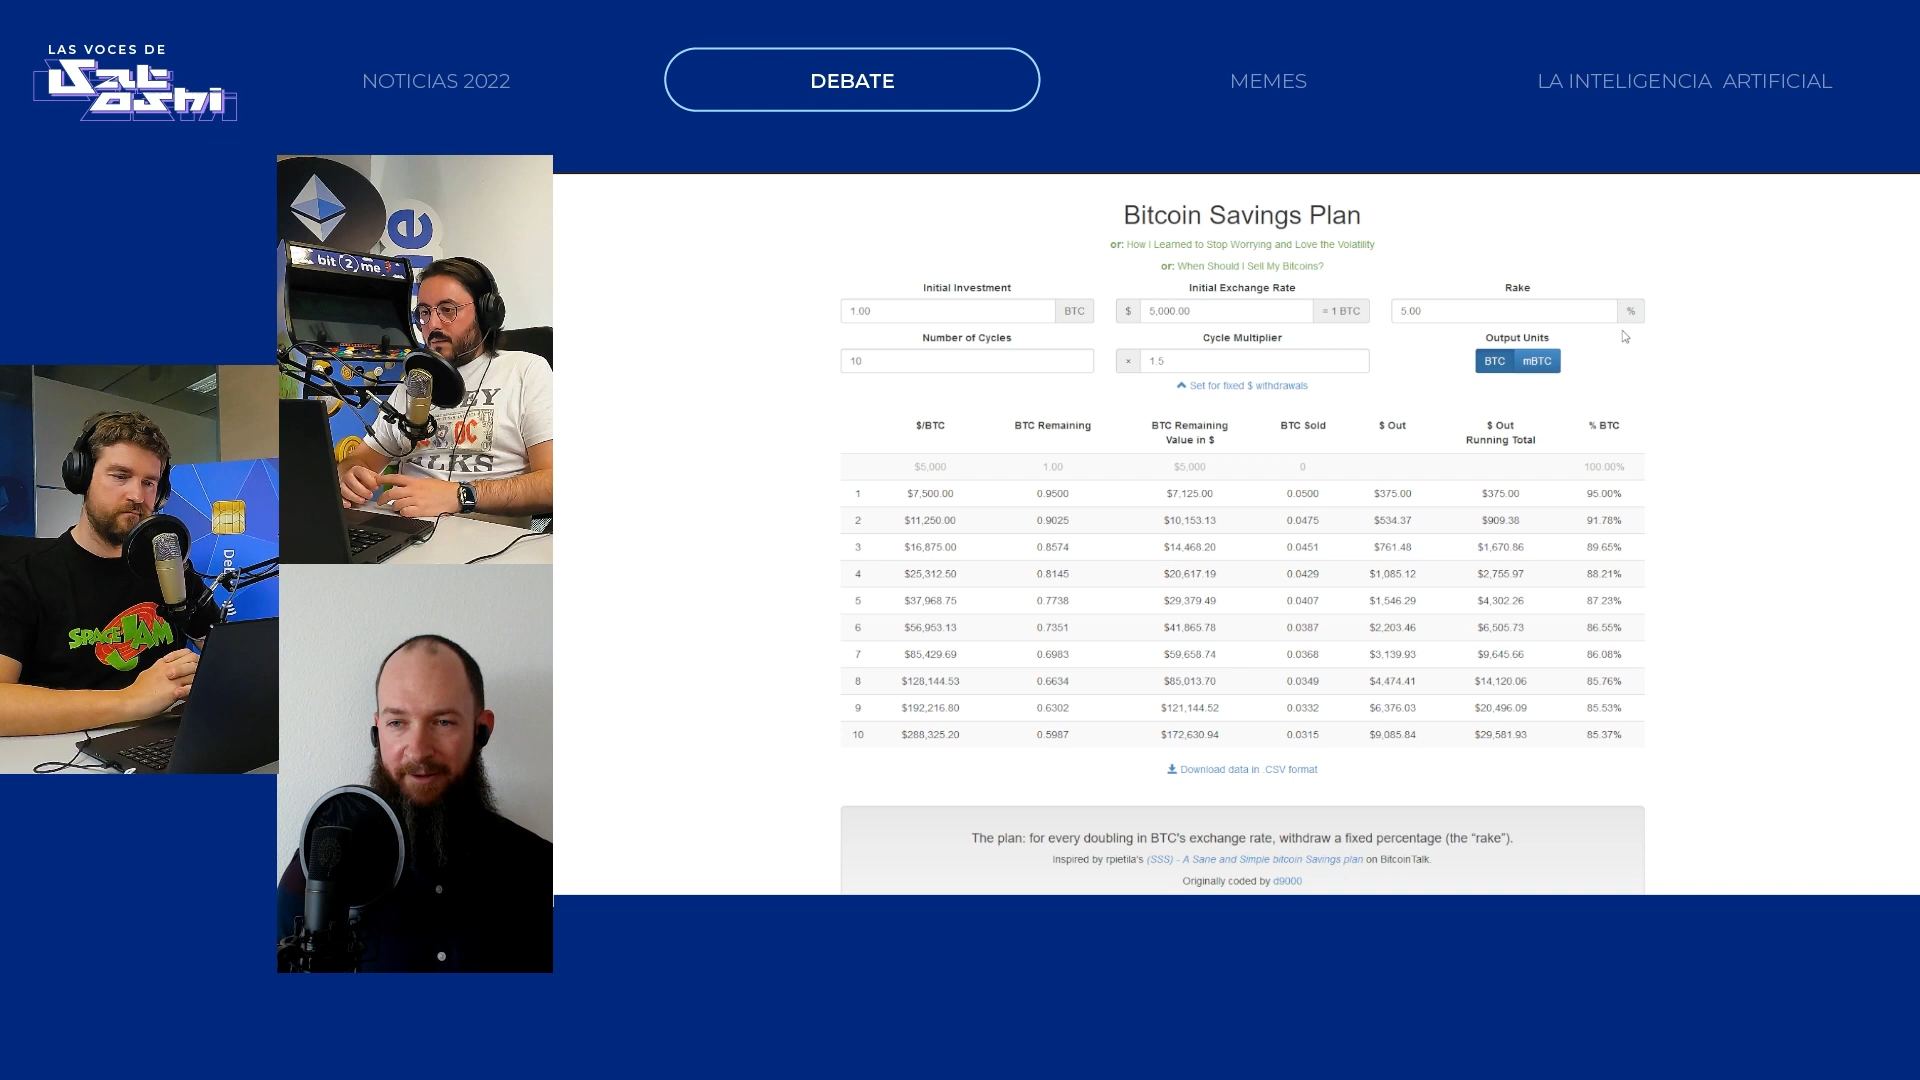 LAS VOCES DE
Satoshi
NOTICIAS 2022
DEBATE
MEMES
LA INTELIGENCIA ARTIFICIAL
bit2me
SPACE JAM
Bitcoin Savings Plan
or: How I Learned to Stop Worrying and Love the Volatility
or: When Should I Sell My Bitcoins?
Initial Investment Initial Exchange Rate Rake
1.00 BTC $ 5,000.00 = 1 BTC 5.00 %
Number of Cycles Cycle Multiplier Output Units
10 × 1.5 BTC mBTC
Set for fixed $ withdrawals
$/BTC BTC Remaining BTC Remaining Value in $ BTC Sold $ Out $ Out Running Total % BTC
$5,000 1.00 $5,000 0 100.00%
1 $7,500.00 0.9500 $7,125.00 0.0500 $375.00 $375.00 95.00%
2 $11,250.00 0.9025 $10,153.13 0.0475 $534.37 $909.38 91.78%
3 $16,875.00 0.8574 $14,468.20 0.0451 $761.48 $1,670.86 89.65%
4 $25,312.50 0.8145 $20,617.19 0.0429 $1,085.12 $2,755.97 88.21%
5 $37,968.75 0.7738 $29,379.49 0.0407 $1,546.29 $4,302.26 87.23%
6 $56,953.13 0.7351 $41,865.78 0.0387 $2,203.46 $6,505.73 86.55%
7 $85,429.69 0.6983 $59,658.74 0.0368 $3,139.93 $9,645.66 86.08%
8 $128,144.53 0.6634 $85,013.70 0.0349 $4,474.41 $14,120.06 85.76%
9 $192,216.80 0.6302 $121,144.52 0.0332 $6,376.03 $20,496.09 85.53%
10 $288,325.20 0.5987 $172,630.94 0.0315 $9,085.84 $29,581.93 85.37%
Download data in .CSV format
The plan: for every doubling in BTC's exchange rate, withdraw a fixed percentage (the “rake”).
Inspired by rpietila's (SSS) - A Sane and Simple bitcoin Savings plan on BitcoinTalk.
Originally coded by d9000